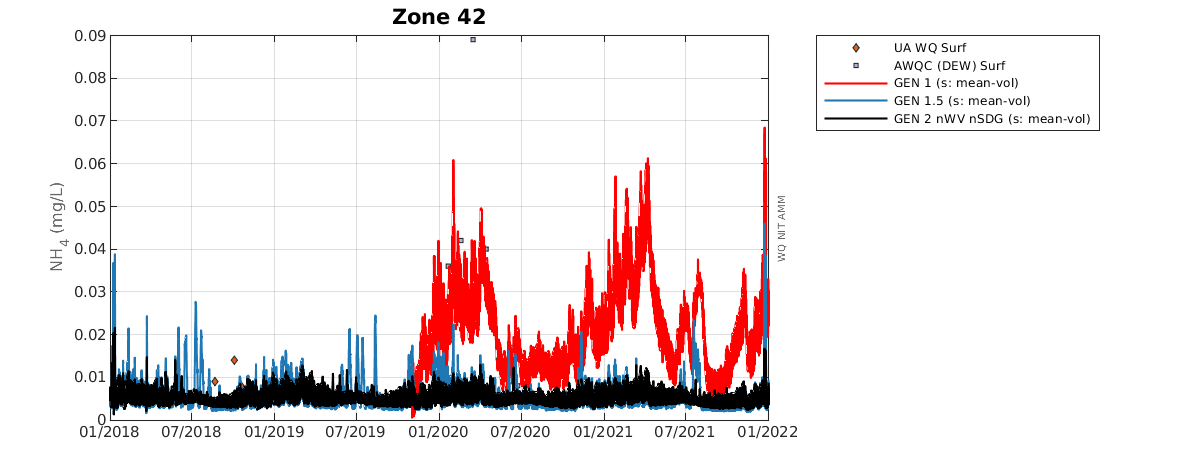 Zone 42
0.09
0.08
0.07
0.06
0.05
0.04
0.03
0.02
0.01
0
NH4 (mg/L)
01/2018 07/2018 01/2019 07/2019 01/2020 07/2020 01/2021 07/2021 01/2022
WQ NIT AMM
UA WQ Surf
AWQC (DEW) Surf
GEN 1 (s: mean-vol)
GEN 1.5 (s: mean-vol)
GEN 2 nWV nSDG (s: mean-vol)